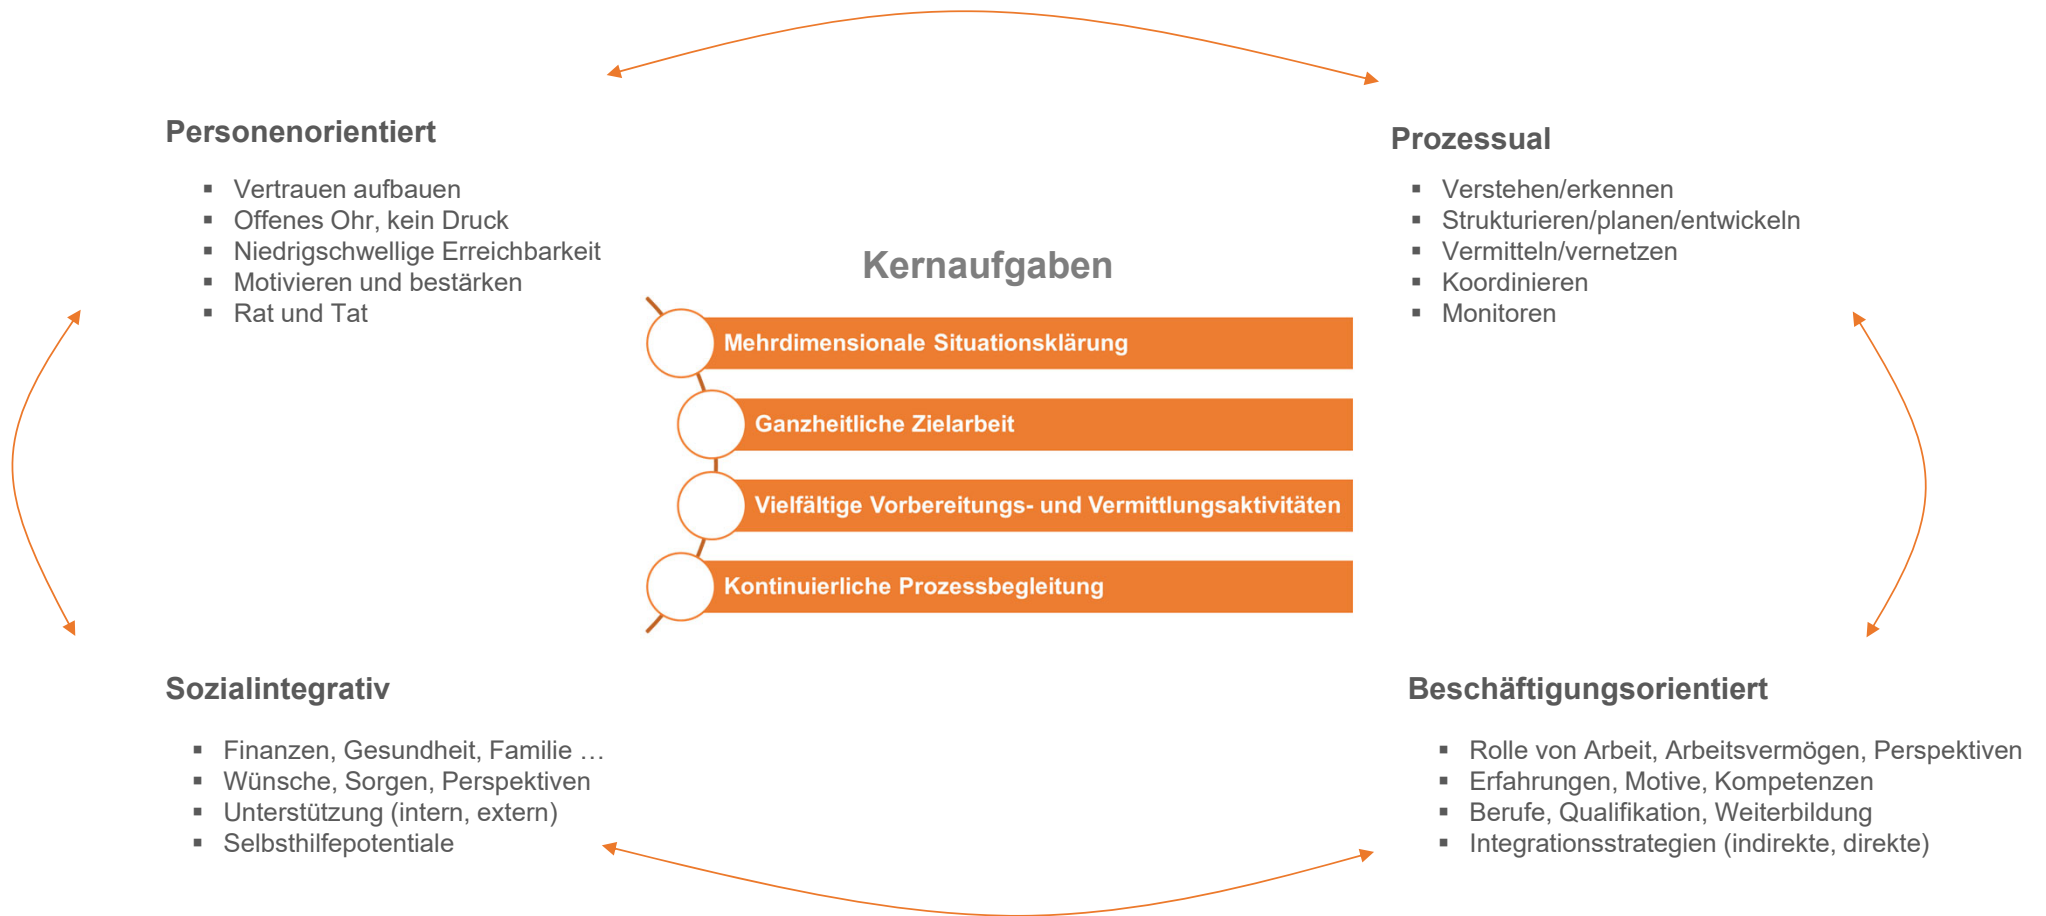 Personenorientiert
▪ Vertrauen aufbauen
▪ Offenes Ohr, kein Druck
▪ Niedrigschwellige Erreichbarkeit
▪ Motivieren und bestärken
▪ Rat und Tat
Prozessual
▪ Verstehen/erkennen
▪ Strukturieren/planen/entwickeln
▪ Vermitteln/vernetzen
▪ Koordinieren
▪ Monitoren
Kernaufgaben
Mehrdimensionale Situationsklärung
Ganzheitliche Zielarbeit
Vielfältige Vorbereitungs- und Vermittlungsaktivitäten
Kontinuierliche Prozessbegleitung
Sozialintegrativ
▪ Finanzen, Gesundheit, Familie …
▪ Wünsche, Sorgen, Perspektiven
▪ Unterstützung (intern, extern)
▪ Selbsthilfepotentiale
Beschäftigungsorientiert
▪ Rolle von Arbeit, Arbeitsvermögen, Perspektiven
▪ Erfahrungen, Motive, Kompetenzen
▪ Berufe, Qualifikation, Weiterbildung
▪ Integrationsstrategien (indirekte, direkte)